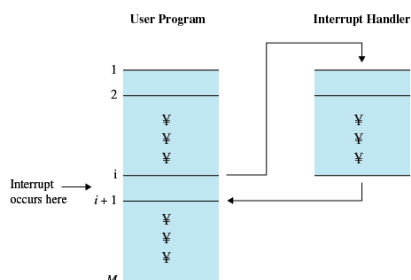 User Program
Interrupt Handler
1
2
¥
¥
¥
¥
¥
¥
i
Interrupt
occurs here
i + 1
¥
¥
¥
M